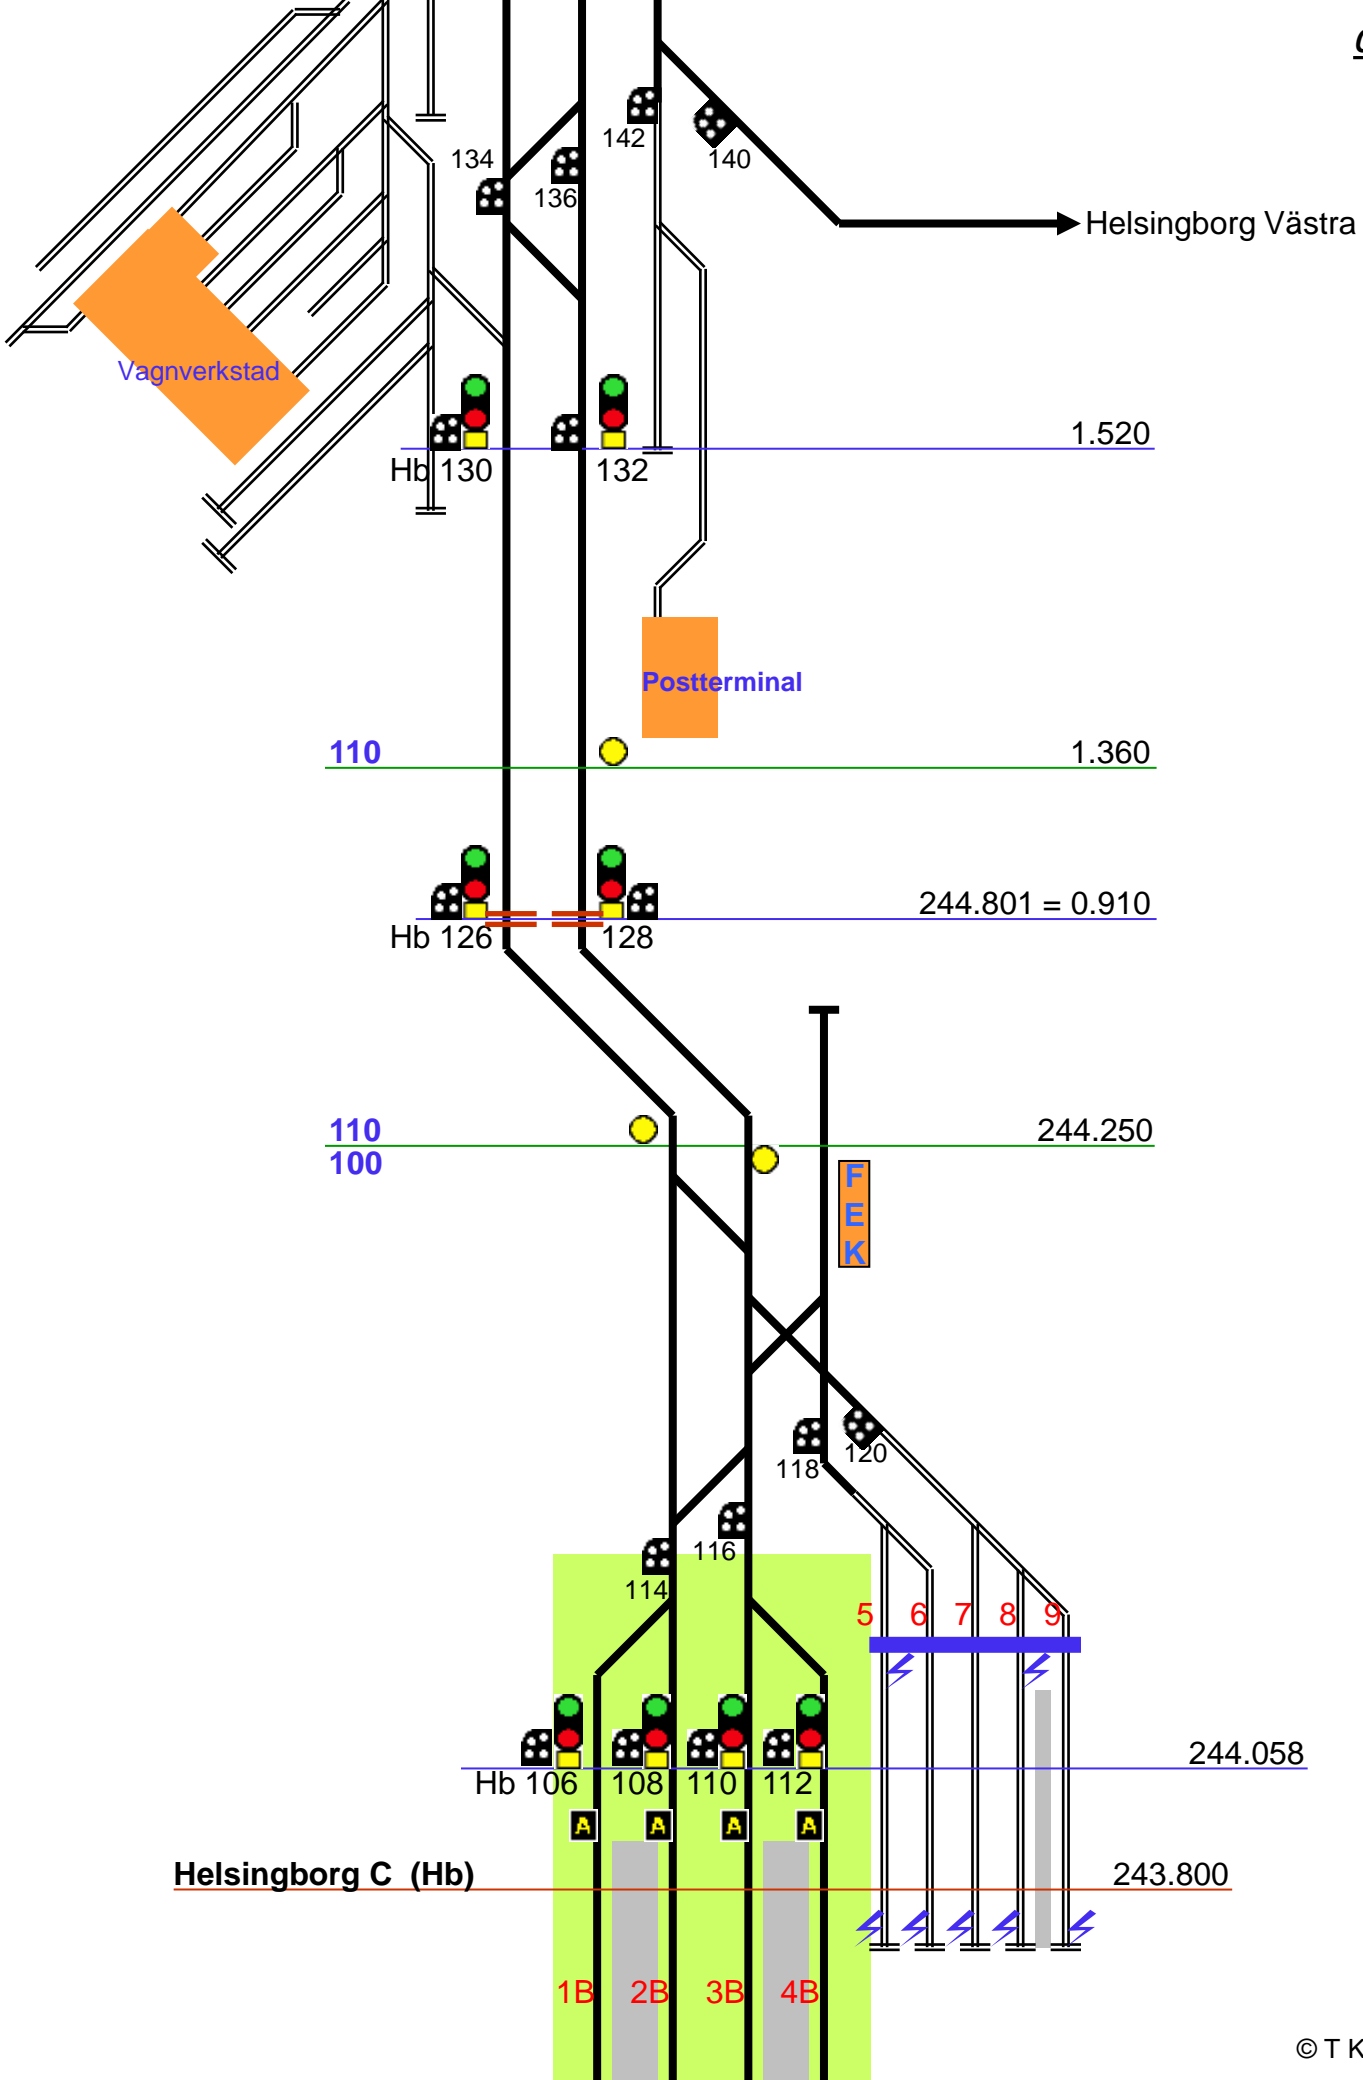 142
140
134
136
Helsingborg Västra
Vagnverkstad
1.520
Hb 130
132
Postterminal
110
1.360
244.801 = 0.910
Hb 126
128
110
244.250
100
F
E
K
118
120
116
114
5 6 7 8 9
244.058
Hb 106 108 110 112
A A A A
Helsingborg C (Hb)
243.800
1B 2B 3B 4B
© T K